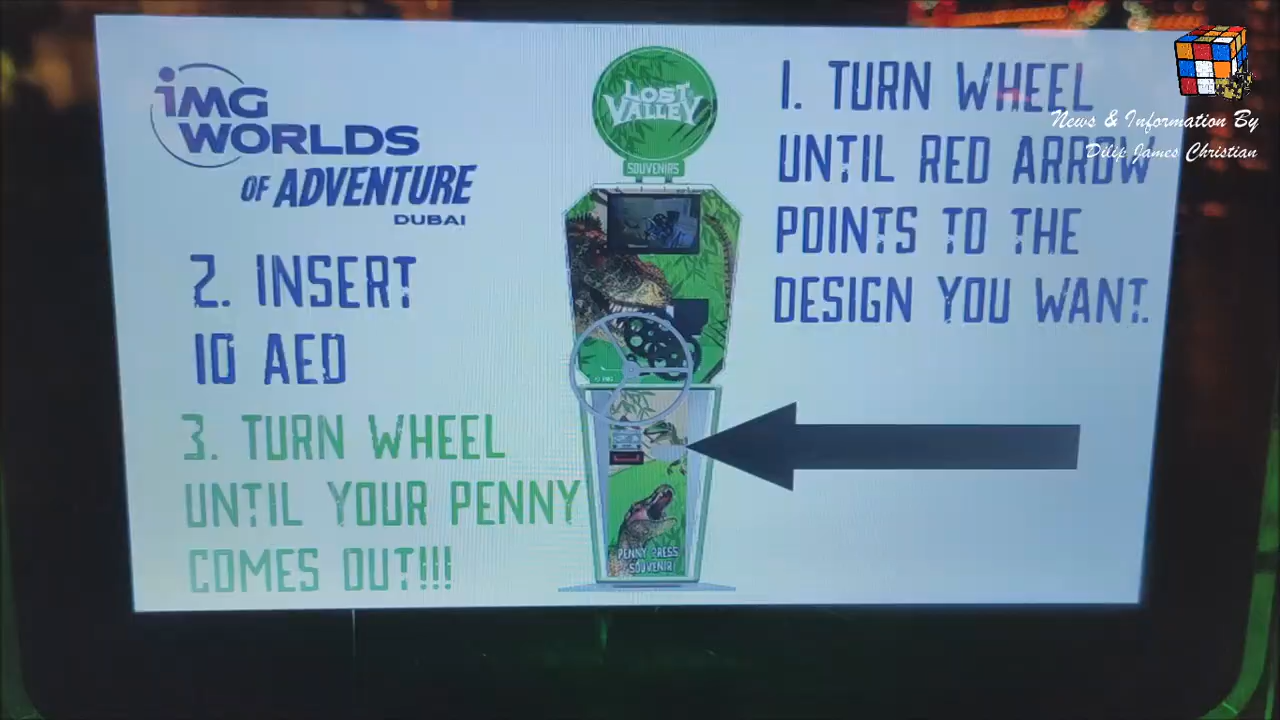 iMG
WORLDS
OF ADVENTURE
DUBAI
LOST
VALLEY
SOUVENIRS
1. TURN WHEEL
UNTIL RED ARROW
POINTS TO THE
DESIGN YOU WANT.
2. INSERT
10 AED
3. TURN WHEEL
UNTIL YOUR PENNY
COMES OUT!!!
PENNY PRESS
SOUVENIR
News & Information By
Dilip James Christian